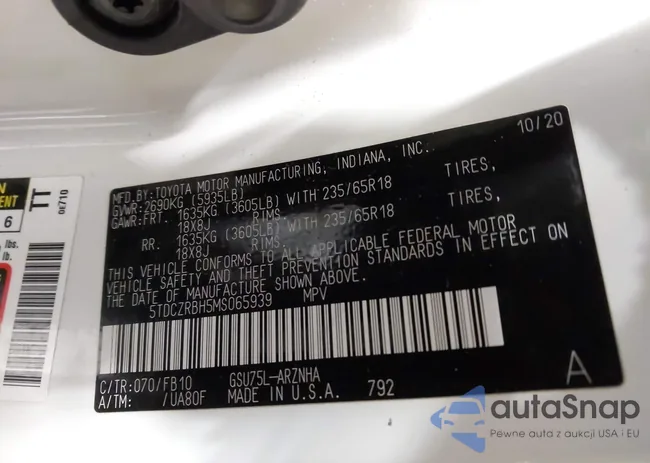 10/20
MFD.BY:TOYOTA MOTOR MANUFACTURING, INDIANA, INC.
GVWR:2690KG (5935LB)
GAWR:FRT. 1635KG (3605LB) WITH 235/65R18 TIRES,
18X8J RIMS
RR. 1635KG (3605LB) WITH 235/65R18 TIRES,
18X8J RIMS
THIS VEHICLE CONFORMS TO ALL APPLICABLE FEDERAL MOTOR
VEHICLE SAFETY AND THEFT PREVENTION STANDARDS IN EFFECT ON
THE DATE OF MANUFACTURE SHOWN ABOVE.
5TDCZRBH5MS065939 MPV
C/TR:070/FB10 GSU75L-ARZNHA A
A/TM: /UA80F MADE IN U.S.A. 792
TT
6
lbs.
autaSnap
Pewne auta z aukcji USA i EU